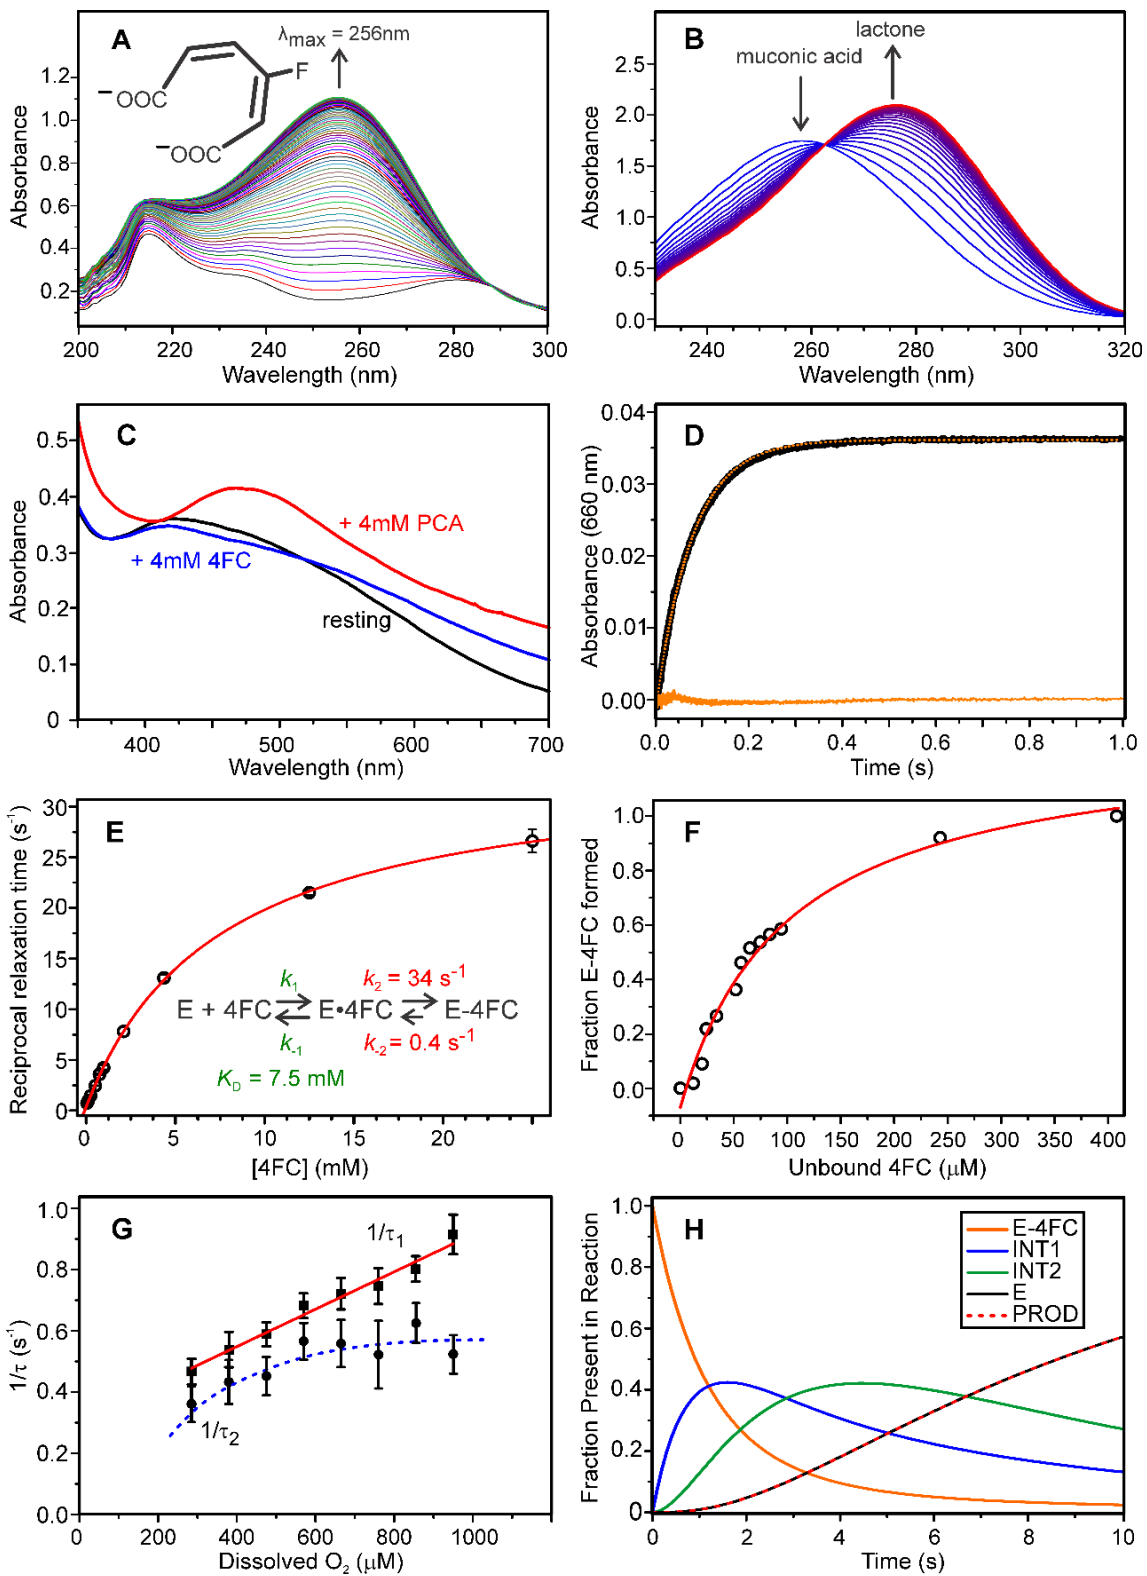 A
λmax = 256nm
F
−OOC
−OOC
Absorbance
1.2
1.0
0.8
0.6
0.4
0.2
200 220 240 260 280 300
Wavelength (nm)
B
lactone
muconic acid
Absorbance
2.5
2.0
1.5
1.0
0.5
0.0
240 260 280 300 320
Wavelength (nm)
C
+ 4mM PCA
+ 4mM 4FC
resting
Absorbance
0.5
0.4
0.3
0.2
0.1
0
400 500 600 700
Wavelength (nm)
D
Absorbance (660 nm)
0.04
0.03
0.02
0.01
0.00
0.0 0.2 0.4 0.6 0.8 1.0
Time (s)
E
Reciprocal relaxation time (s-1)
30
25
20
15
10
5
0
k1 k2 = 34 s-1
E + 4FC E•4FC E-4FC
k-1 k-2 = 0.4 s-1
KD = 7.5 mM
0 5 10 15 20
[4FC] (mM)
F
Fraction E-4FC formed
1.0
0.8
0.6
0.4
0.2
0.0
0 50 100 150 200 250 300 350 400
Unbound 4FC (μM)
G
1/τ1
1/τ2
1/τ (s-1)
1.0
0.8
0.6
0.4
0.2
0.0
0 200 400 600 800 1000
Dissolved O2 (μM)
H
E-4FC
INT1
INT2
E
PROD
Fraction Present in Reaction
1.0
0.8
0.6
0.4
0.2
0
0 2 4 6 8 10
Time (s)